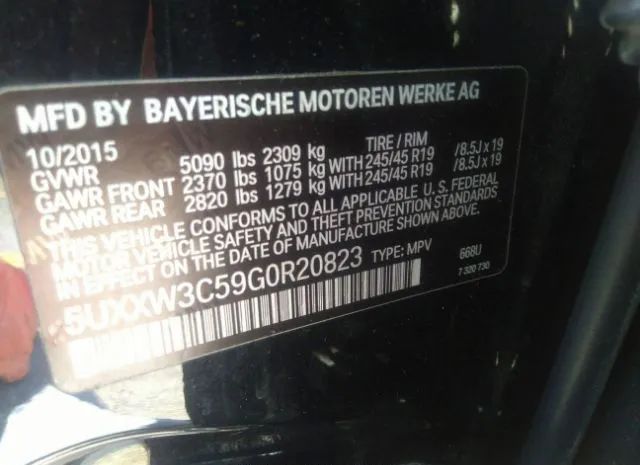 MFD BY BAYERISCHE MOTOREN WERKE AG
10/2015 TIRE / RIM
GVWR 5090 lbs 2309 kg
GAWR FRONT 2370 lbs 1075 kg WITH 245/45 R19 /8.5J x 19
GAWR REAR 2820 lbs 1279 kg WITH 245/45 R19 /8.5J x 19
THIS VEHICLE CONFORMS TO ALL APPLICABLE U.S. FEDERAL
MOTOR VEHICLE SAFETY AND THEFT PREVENTION STANDARDS
IN EFFECT ON THE DATE OF MANUFACTURE SHOWN ABOVE.
5UXXW3C59G0R20823 TYPE: MPV 668U
7 320 730